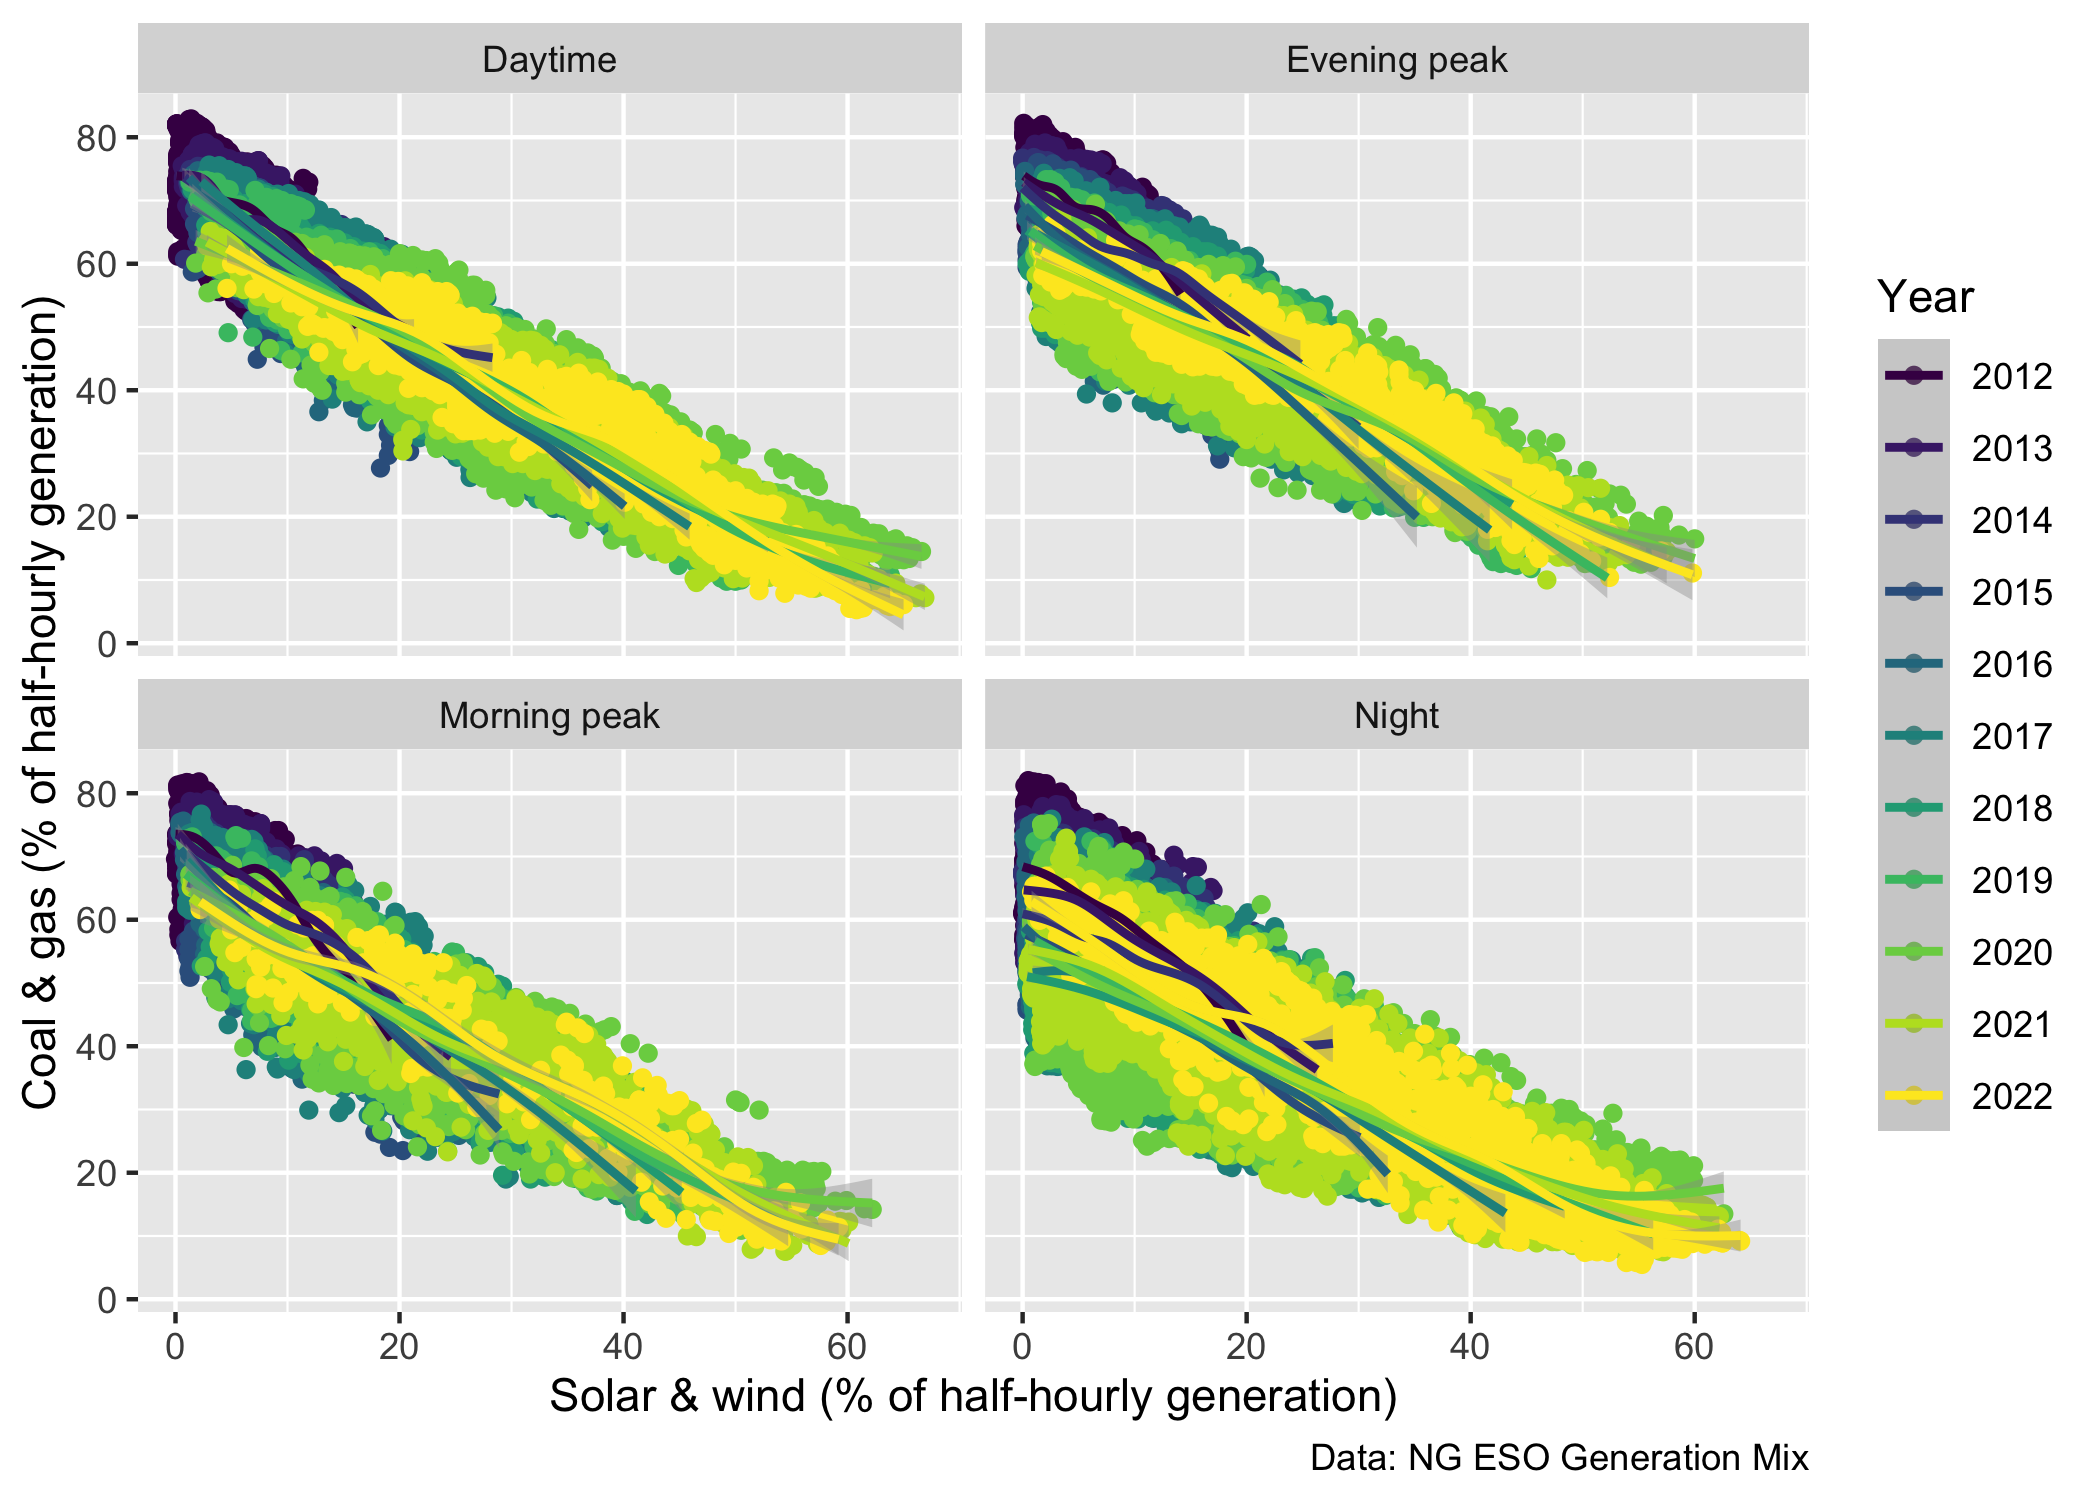 Daytime
Evening peak
80
60
40
20
0
Morning peak
Night
80
60
40
20
0
0 20 40 60
0 20 40 60
Coal & gas (% of half-hourly generation)
Solar & wind (% of half-hourly generation)
Year
2012
2013
2014
2015
2016
2017
2018
2019
2020
2021
2022
Data: NG ESO Generation Mix